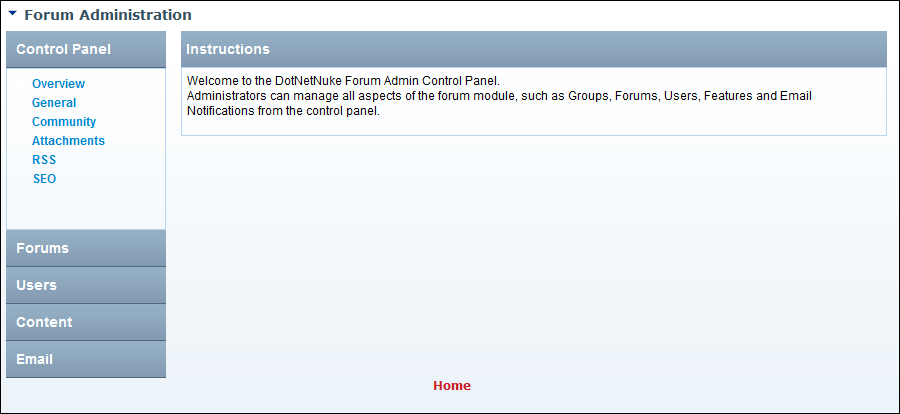 Forum Administration
Control Panel
Overview
General
Community
Attachments
RSS
SEO
Forums
Users
Content
Email
Instructions
Welcome to the DotNetNuke Forum Admin Control Panel.
Administrators can manage all aspects of the forum module, such as Groups, Forums, Users, Features and Email
Notifications from the control panel.
Home